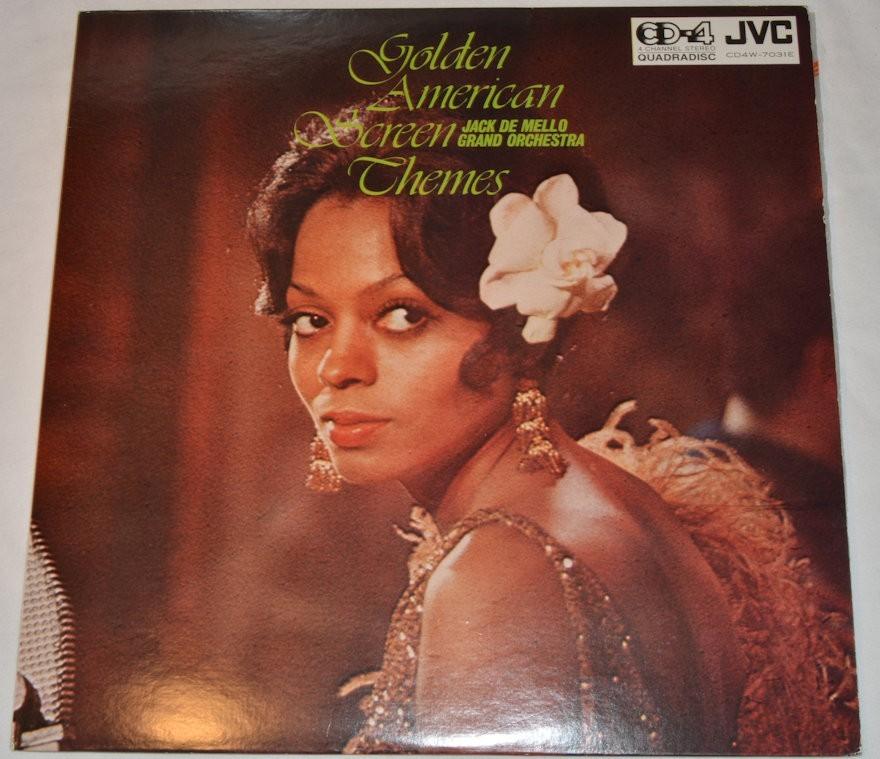 Golden
American
Screen
Themes
JACK DE MELLO
GRAND ORCHESTRA
CD-4
4 CHANNEL STEREO
QUADRADISC
JVC
CD4W-7031E